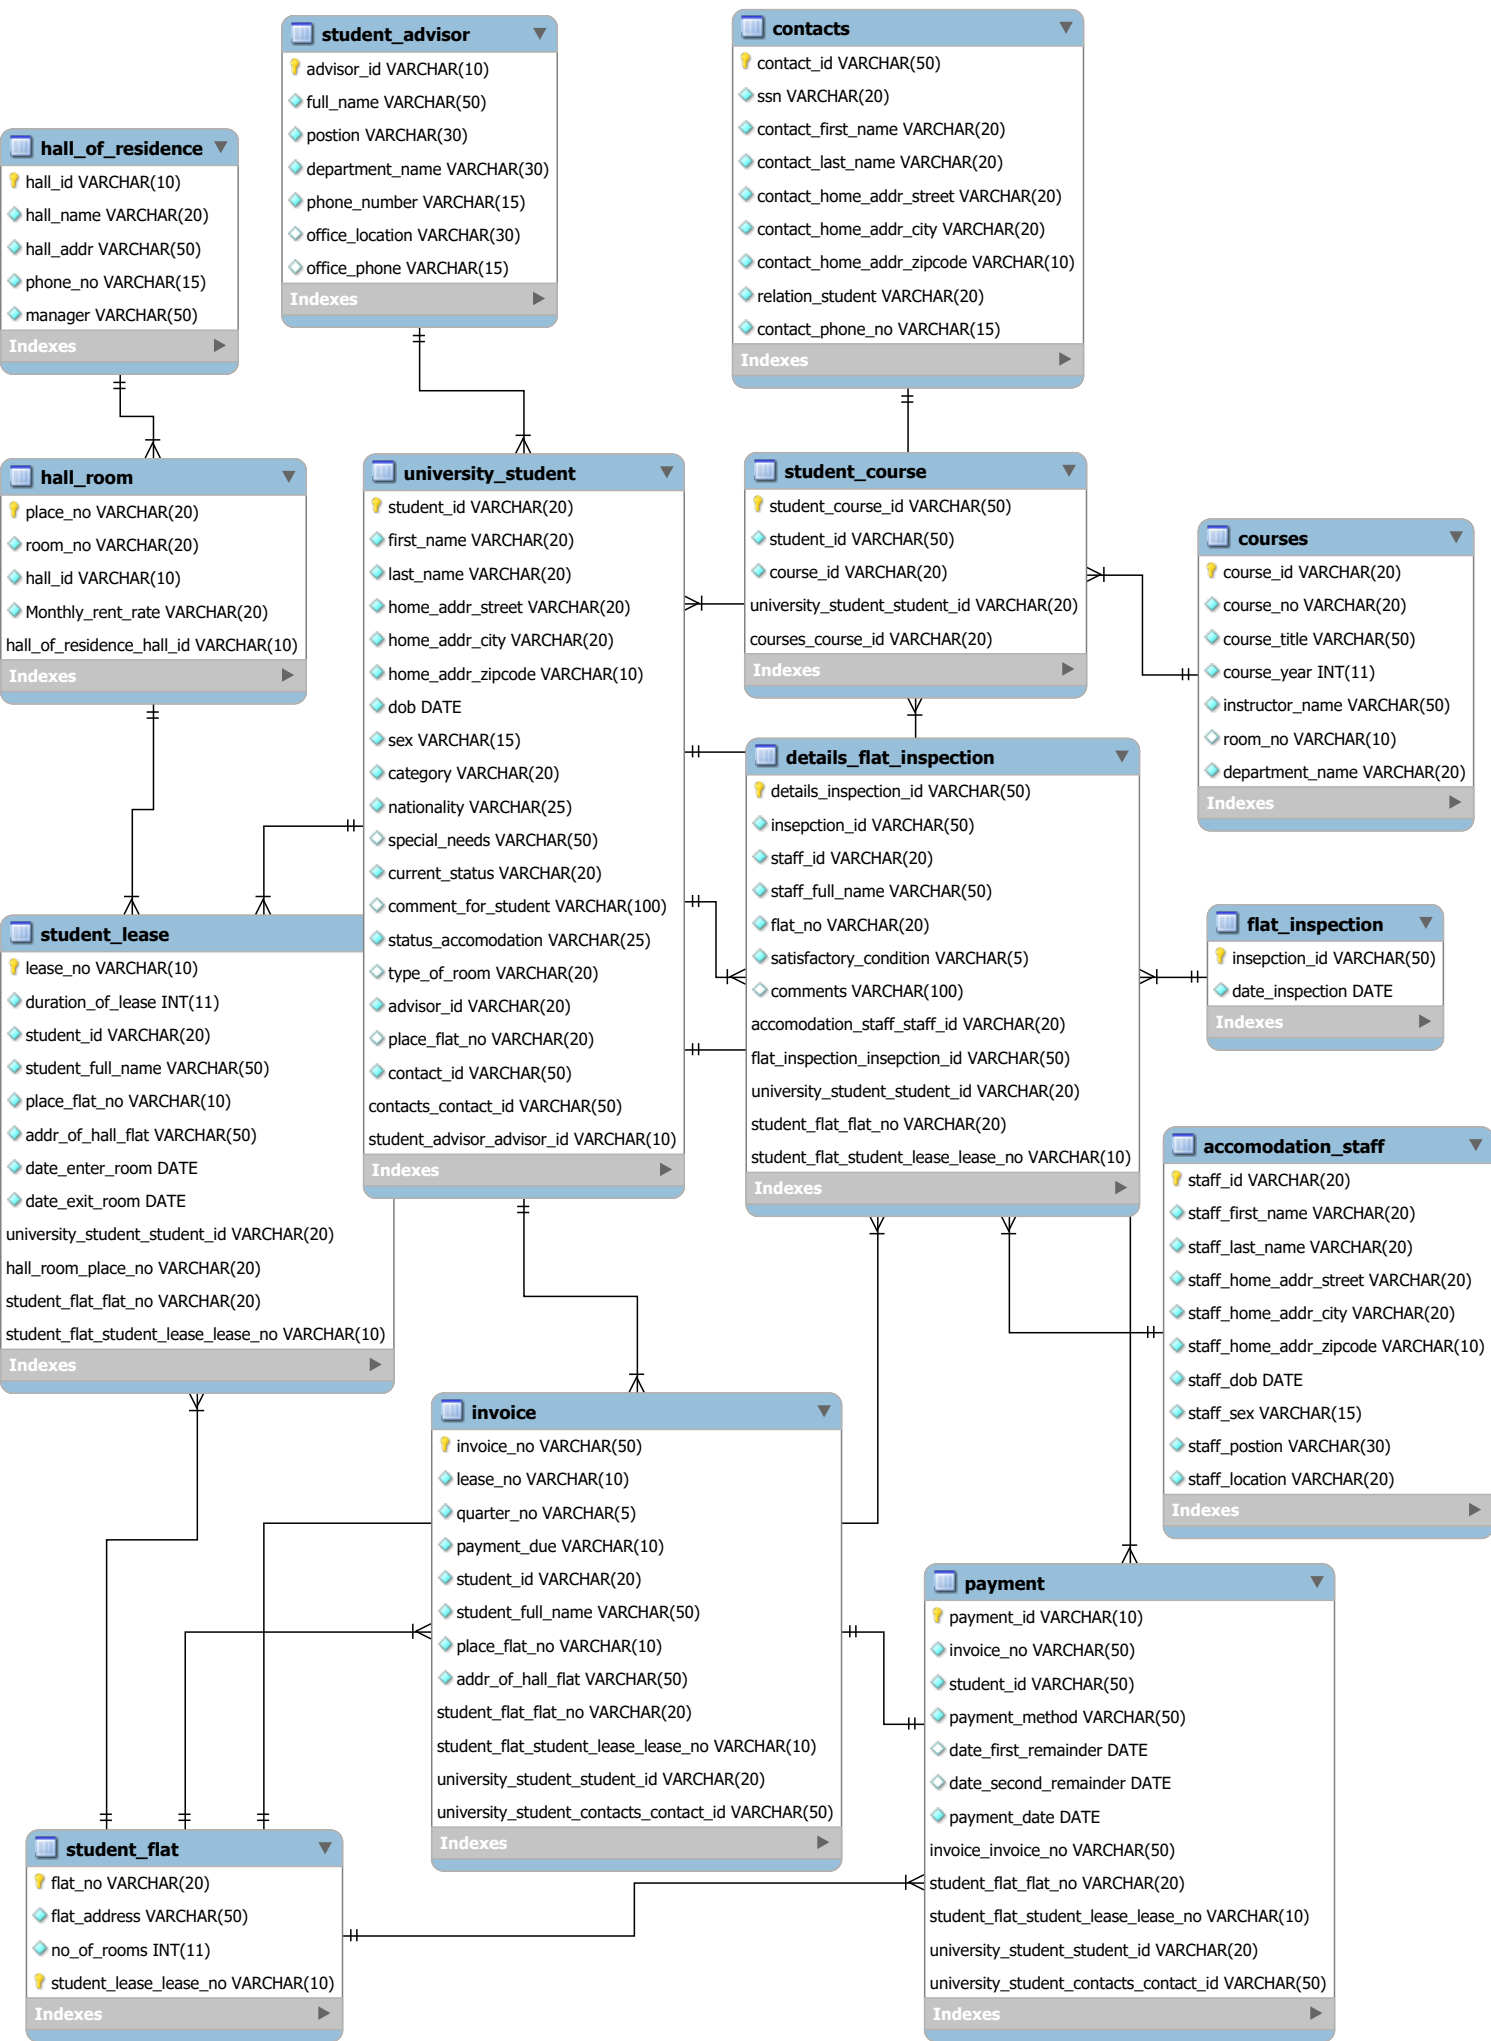 student_advisor
advisor_id VARCHAR(10)
full_name VARCHAR(50)
postion VARCHAR(30)
department_name VARCHAR(30)
phone_number VARCHAR(15)
office_location VARCHAR(30)
office_phone VARCHAR(15)
Indexes
contacts
contact_id VARCHAR(50)
ssn VARCHAR(20)
contact_first_name VARCHAR(20)
contact_last_name VARCHAR(20)
contact_home_addr_street VARCHAR(20)
contact_home_addr_city VARCHAR(20)
contact_home_addr_zipcode VARCHAR(10)
relation_student VARCHAR(20)
contact_phone_no VARCHAR(15)
Indexes
hall_of_residence
hall_id VARCHAR(10)
hall_name VARCHAR(20)
hall_addr VARCHAR(50)
phone_no VARCHAR(15)
manager VARCHAR(50)
Indexes
hall_room
place_no VARCHAR(20)
room_no VARCHAR(20)
hall_id VARCHAR(10)
Monthly_rent_rate VARCHAR(20)
hall_of_residence_hall_id VARCHAR(10)
Indexes
university_student
student_id VARCHAR(20)
first_name VARCHAR(20)
last_name VARCHAR(20)
home_addr_street VARCHAR(20)
home_addr_city VARCHAR(20)
home_addr_zipcode VARCHAR(10)
dob DATE
sex VARCHAR(15)
category VARCHAR(20)
nationality VARCHAR(25)
special_needs VARCHAR(50)
current_status VARCHAR(20)
comment_for_student VARCHAR(100)
status_accomodation VARCHAR(25)
type_of_room VARCHAR(20)
advisor_id VARCHAR(20)
place_flat_no VARCHAR(20)
contact_id VARCHAR(50)
contacts_contact_id VARCHAR(50)
student_advisor_advisor_id VARCHAR(10)
Indexes
student_course
student_course_id VARCHAR(50)
student_id VARCHAR(50)
course_id VARCHAR(20)
university_student_student_id VARCHAR(20)
courses_course_id VARCHAR(20)
Indexes
courses
course_id VARCHAR(20)
course_no VARCHAR(20)
course_title VARCHAR(50)
course_year INT(11)
instructor_name VARCHAR(50)
room_no VARCHAR(10)
department_name VARCHAR(20)
Indexes
details_flat_inspection
details_inspection_id VARCHAR(50)
insepction_id VARCHAR(50)
staff_id VARCHAR(20)
staff_full_name VARCHAR(50)
flat_no VARCHAR(20)
satisfactory_condition VARCHAR(5)
comments VARCHAR(100)
accomodation_staff_staff_id VARCHAR(20)
flat_inspection_insepction_id VARCHAR(50)
university_student_student_id VARCHAR(20)
student_flat_flat_no VARCHAR(20)
student_flat_student_lease_lease_no VARCHAR(10)
Indexes
flat_inspection
insepction_id VARCHAR(50)
date_inspection DATE
Indexes
student_lease
lease_no VARCHAR(10)
duration_of_lease INT(11)
student_id VARCHAR(20)
student_full_name VARCHAR(50)
place_flat_no VARCHAR(10)
addr_of_hall_flat VARCHAR(50)
date_enter_room DATE
date_exit_room DATE
university_student_student_id VARCHAR(20)
hall_room_place_no VARCHAR(20)
student_flat_flat_no VARCHAR(20)
student_flat_student_lease_lease_no VARCHAR(10)
Indexes
accomodation_staff
staff_id VARCHAR(20)
staff_first_name VARCHAR(20)
staff_last_name VARCHAR(20)
staff_home_addr_street VARCHAR(20)
staff_home_addr_city VARCHAR(20)
staff_home_addr_zipcode VARCHAR(10)
staff_dob DATE
staff_sex VARCHAR(15)
staff_postion VARCHAR(30)
staff_location VARCHAR(20)
Indexes
invoice
invoice_no VARCHAR(50)
lease_no VARCHAR(10)
quarter_no VARCHAR(5)
payment_due VARCHAR(10)
student_id VARCHAR(20)
student_full_name VARCHAR(50)
place_flat_no VARCHAR(10)
addr_of_hall_flat VARCHAR(50)
student_flat_flat_no VARCHAR(20)
student_flat_student_lease_lease_no VARCHAR(10)
university_student_student_id VARCHAR(20)
university_student_contacts_contact_id VARCHAR(50)
Indexes
payment
payment_id VARCHAR(10)
invoice_no VARCHAR(50)
student_id VARCHAR(50)
payment_method VARCHAR(50)
date_first_remainder DATE
date_second_remainder DATE
payment_date DATE
invoice_invoice_no VARCHAR(50)
student_flat_flat_no VARCHAR(20)
student_flat_student_lease_lease_no VARCHAR(10)
university_student_student_id VARCHAR(20)
university_student_contacts_contact_id VARCHAR(50)
Indexes
student_flat
flat_no VARCHAR(20)
flat_address VARCHAR(50)
no_of_rooms INT(11)
student_lease_lease_no VARCHAR(10)
Indexes